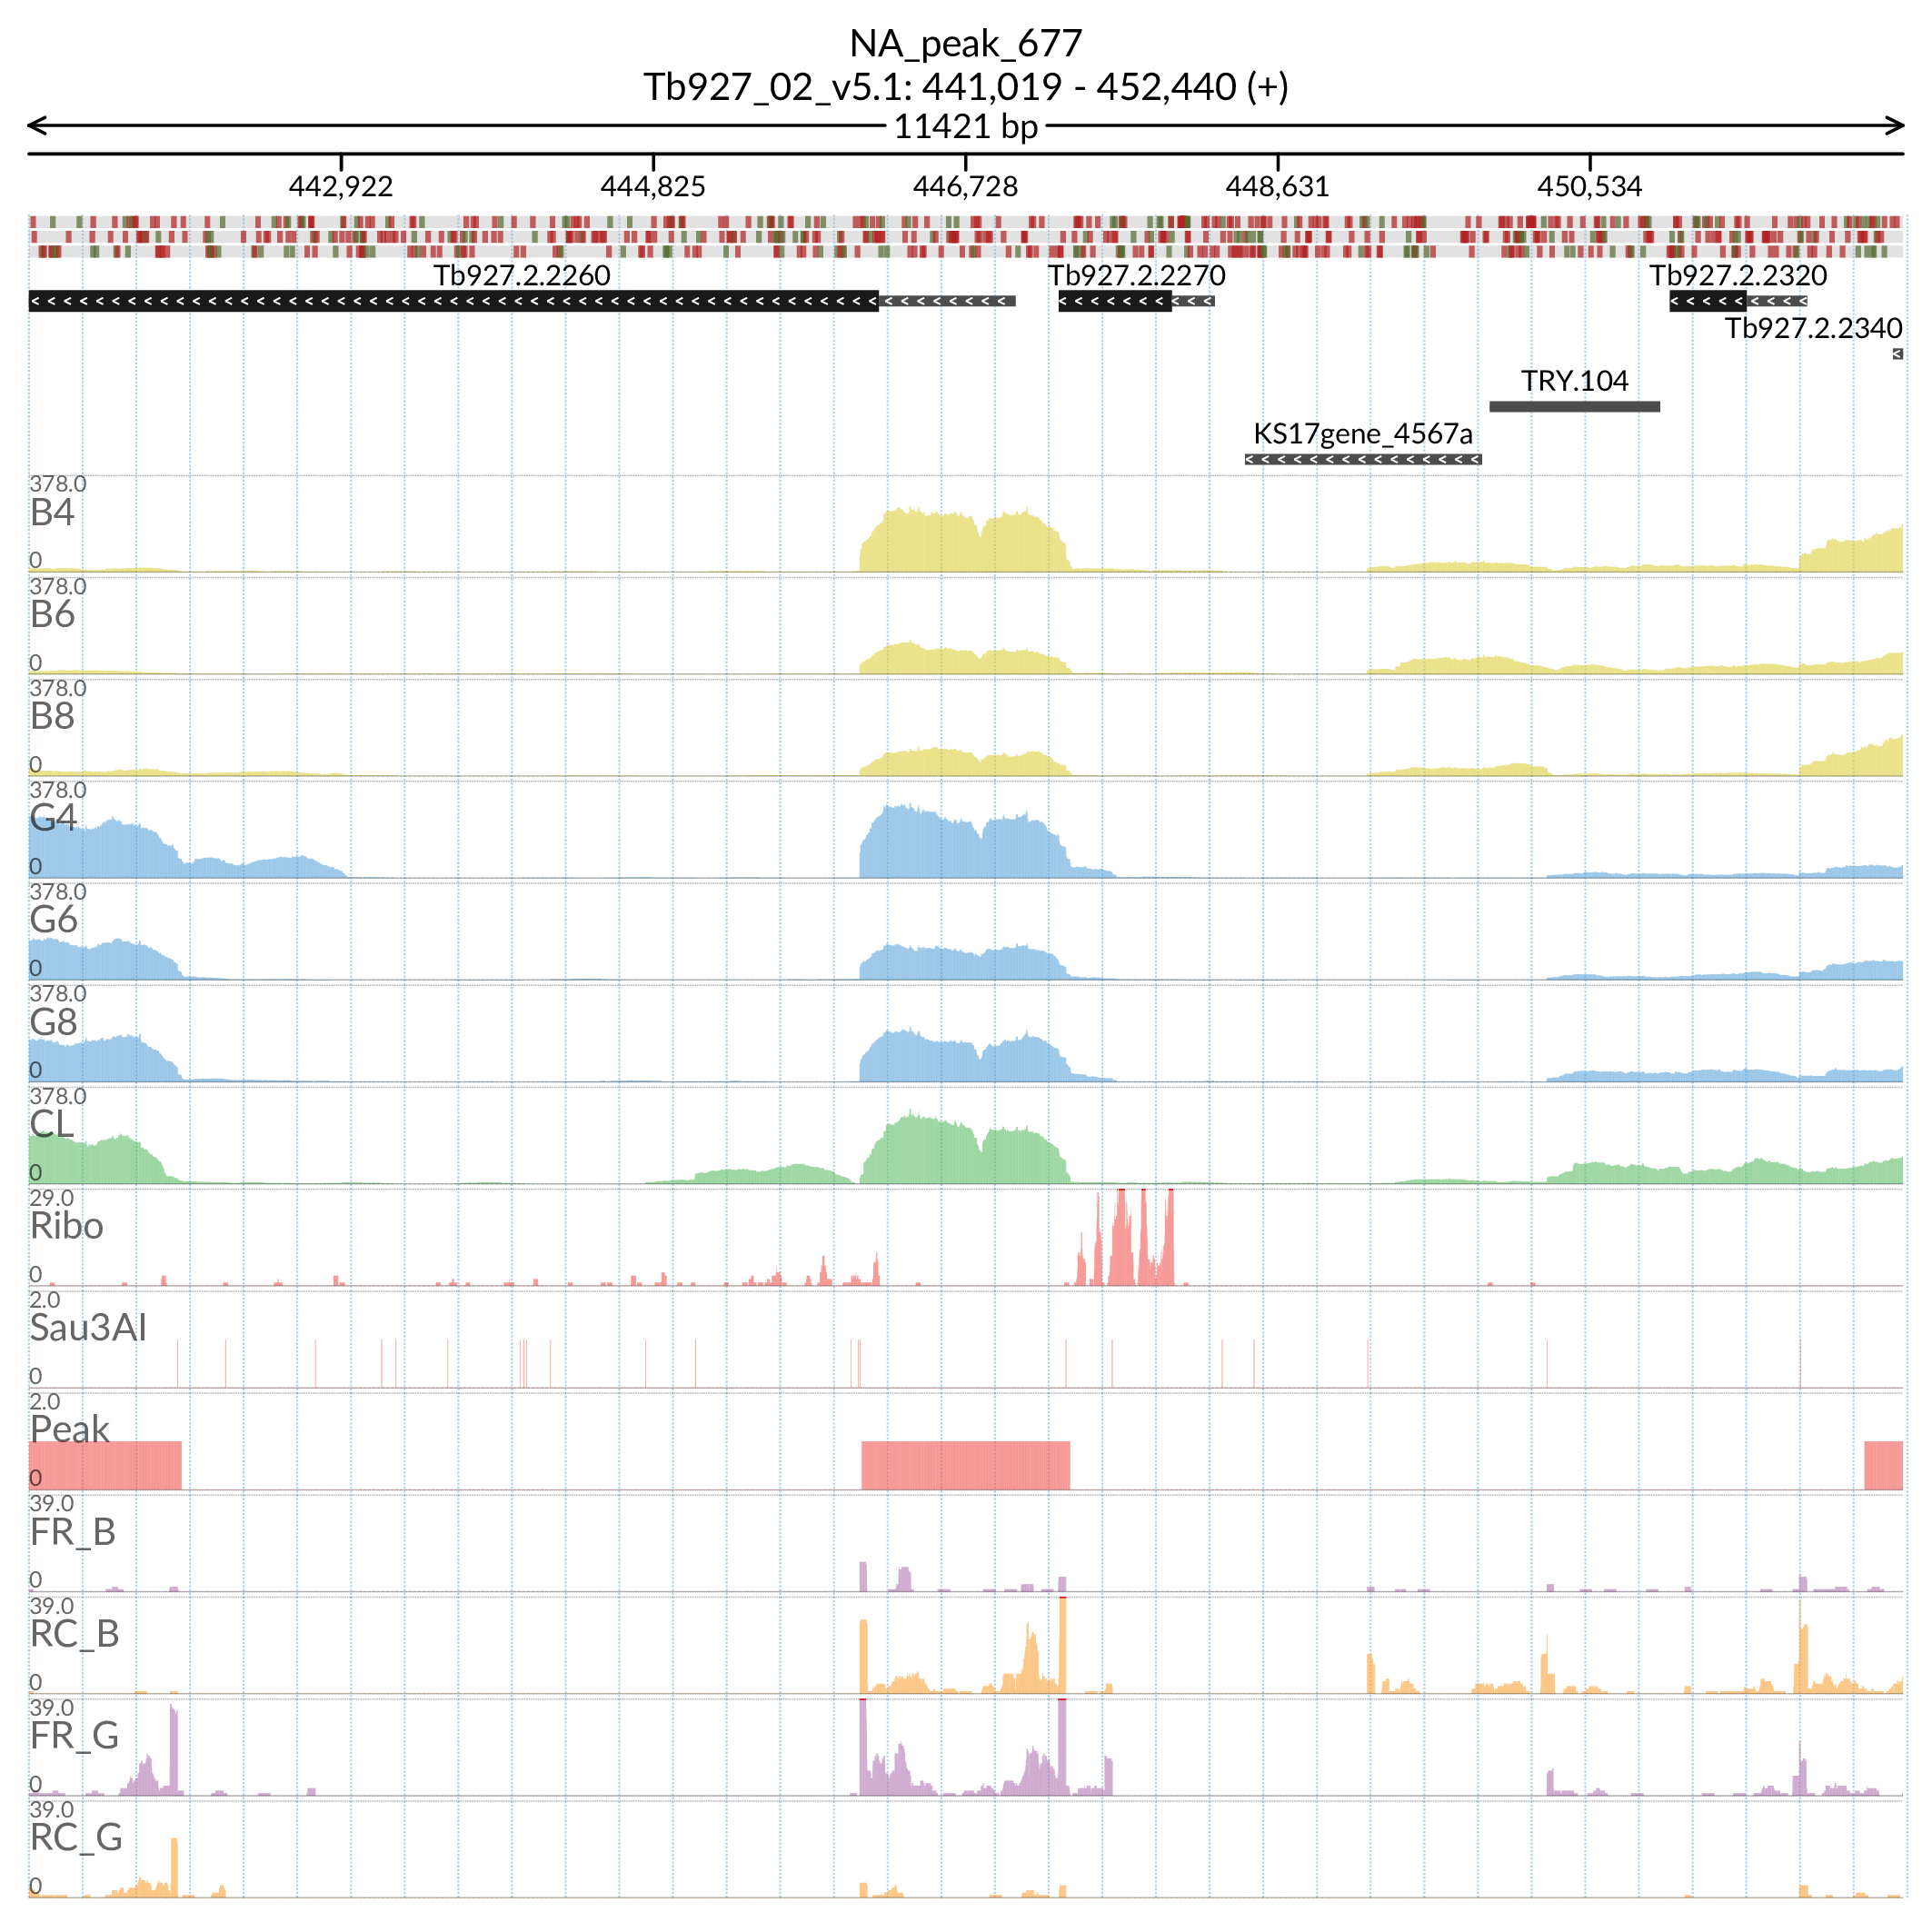 NA_peak_677
Tb927_02_v5.1: 441,019 - 452,440 (+)
11421 bp
442,922 444,825 446,728 448,631 450,534
Tb927.2.2260 Tb927.2.2270 Tb927.2.2320
Tb927.2.2340
TRY.104
KS17gene_4567a
378.0
B4
0
378.0
B6
0
378.0
B8
0
378.0
G4
0
378.0
G6
0
378.0
G8
0
378.0
CL
0
29.0
Ribo
0
2.0
Sau3AI
0
2.0
Peak
0
39.0
FR_B
0
39.0
RC_B
0
39.0
FR_G
0
39.0
RC_G
0